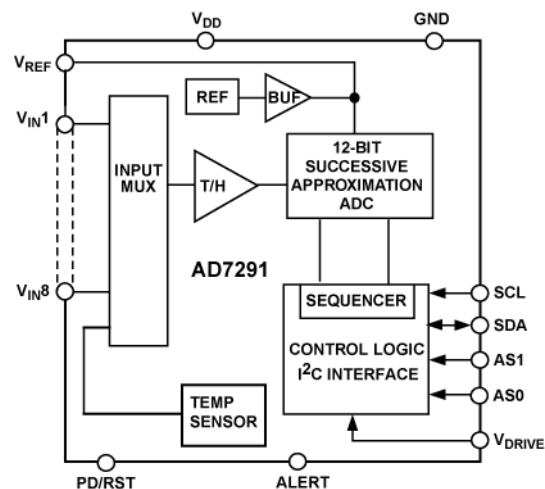 VDD
GND
VREF
REF
BUF
VIN1
INPUT
MUX
T/H
12-BIT
SUCCESSIVE
APPROXIMATION
ADC
AD7291
VIN8
SEQUENCER
CONTROL LOGIC
I2C INTERFACE
SCL
SDA
AS1
AS0
TEMP
SENSOR
VDRIVE
PD/RST
ALERT